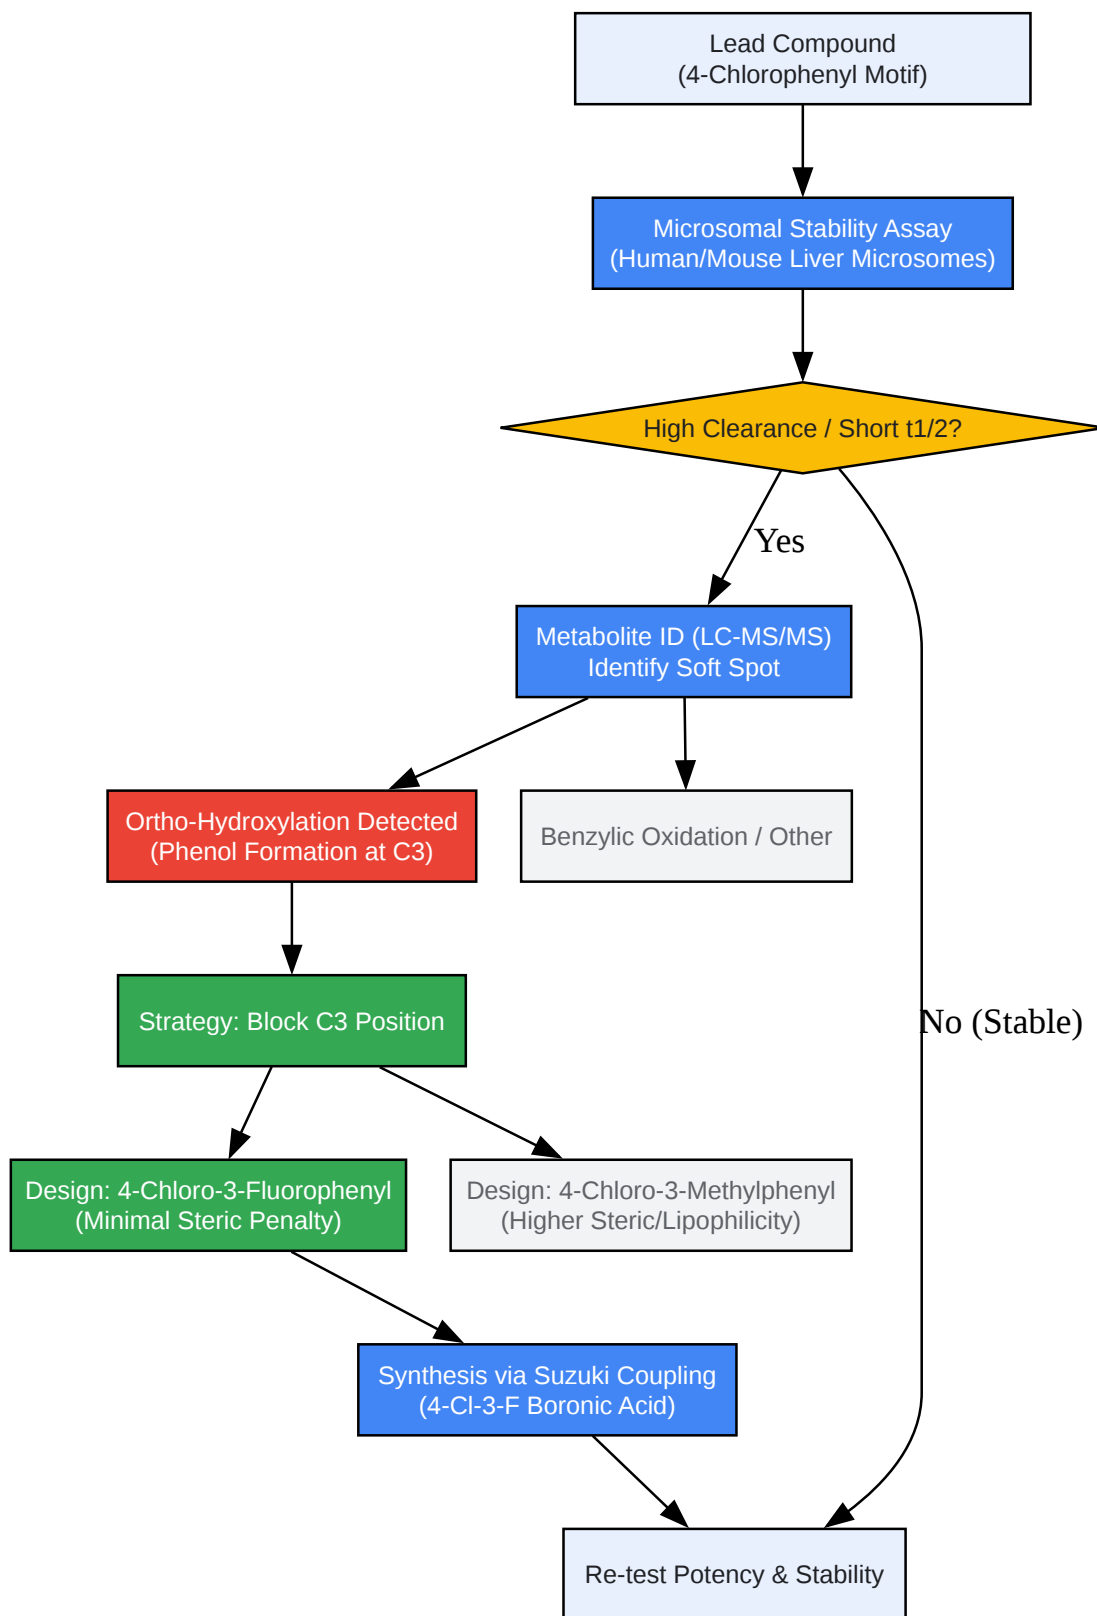 Lead Compound
(4-Chlorophenyl Motif)
Microsomal Stability Assay
(Human/Mouse Liver Microsomes)
High Clearance / Short t1/2?
Yes
Metabolite ID (LC-MS/MS)
Identify Soft Spot
Ortho-Hydroxylation Detected
(Phenol Formation at C3)
Benzylic Oxidation / Other
Strategy: Block C3 Position
No (Stable)
Design: 4-Chloro-3-Fluorophenyl
(Minimal Steric Penalty)
Design: 4-Chloro-3-Methylphenyl
(Higher Steric/Lipophilicity)
Synthesis via Suzuki Coupling
(4-Cl-3-F Boronic Acid)
Re-test Potency & Stability